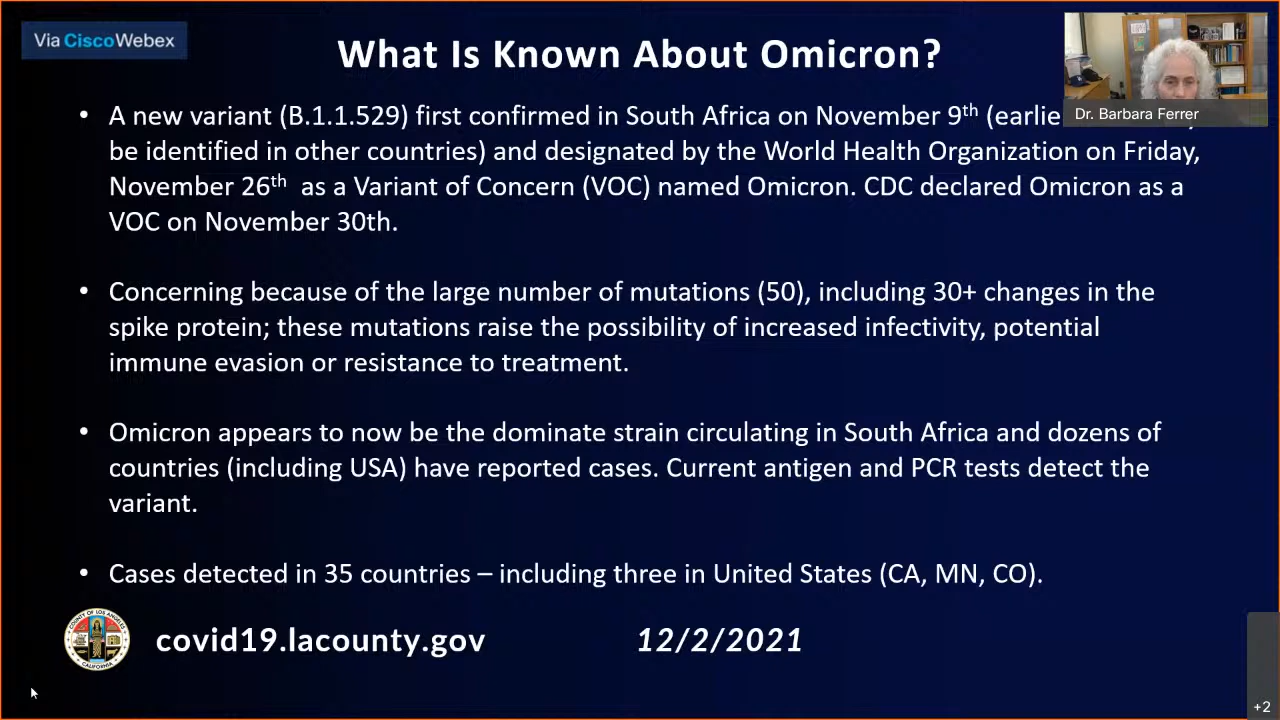 Via CiscoWebex
What Is Known About Omicron?
Dr. Barbara Ferrer
• A new variant (B.1.1.529) first confirmed in South Africa on November 9th (earlie
be identified in other countries) and designated by the World Health Organization on Friday,
November 26th as a Variant of Concern (VOC) named Omicron. CDC declared Omicron as a
VOC on November 30th.
• Concerning because of the large number of mutations (50), including 30+ changes in the
spike protein; these mutations raise the possibility of increased infectivity, potential
immune evasion or resistance to treatment.
• Omicron appears to now be the dominate strain circulating in South Africa and dozens of
countries (including USA) have reported cases. Current antigen and PCR tests detect the
variant.
• Cases detected in 35 countries – including three in United States (CA, MN, CO).
COUNTY OF LOS ANGELES
CALIFORNIA
covid19.lacounty.gov
12/2/2021
+2